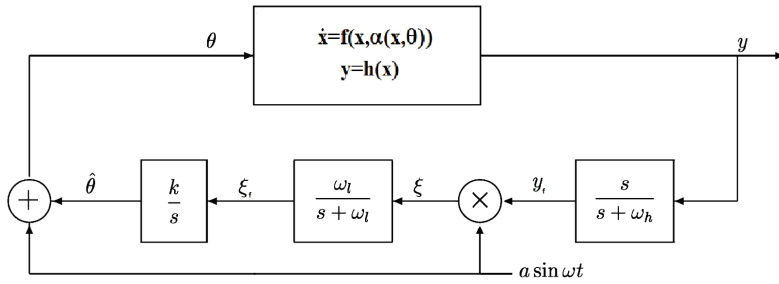 θ
ẋ=f(x,α(x,θ))
y=h(x)
y
θ̂
k
s
ξ_f
ω_l
s + ω_l
ξ
×
y_f
s
s + ω_h
+
a sin ωt